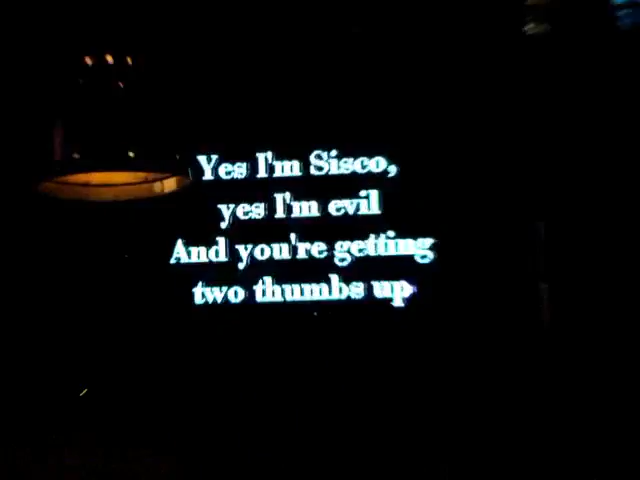 Yes I'm Sisco,
yes I'm evil
And you're getting
two thumbs up